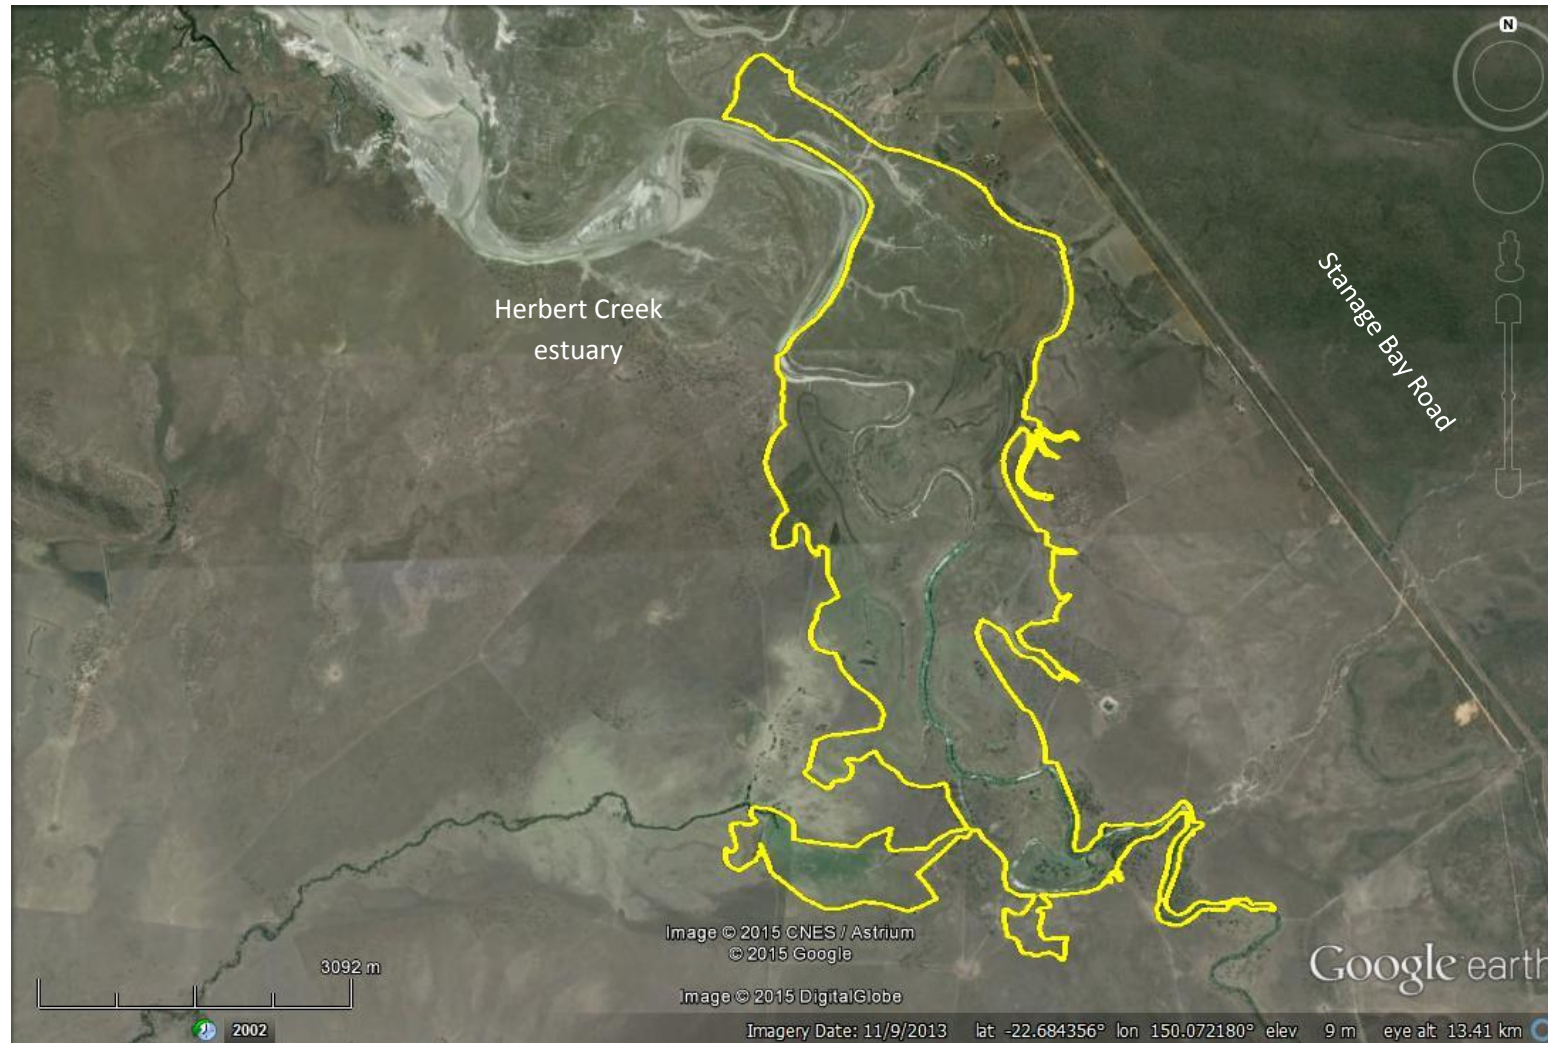 N
Herbert Creek
estuary
Stanage Bay Road
Image © 2015 CNES / Astrium
© 2015 Google
3092 m
Google earth
Image © 2015 DigitalGlobe
2002
Imagery Date: 11/9/2013 lat -22.684356° lon 150.072180° elev 9 m eye alt 13.41 km